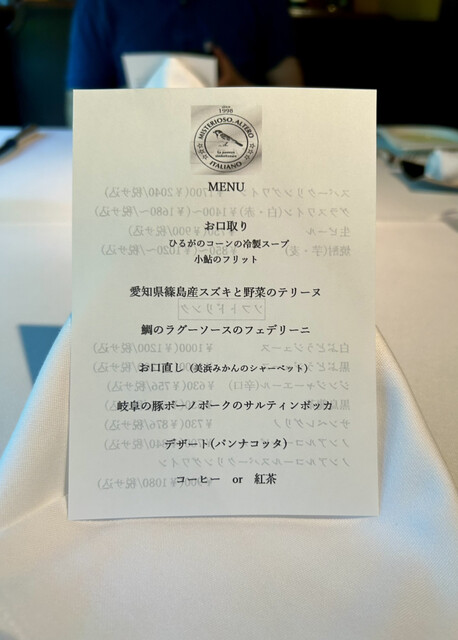 1998
MISTERIOSO ALTERO
ITALIANO
MENU
お口取り
ひるがのコーンの冷製スープ
小鮎のフリット
愛知県篠島産スズキと野菜のテリーヌ
鯛のラグーソースのフェデリーニ
お口直し（美浜みかんのシャーベット）
岐阜の豚ボーノポークのサルティンボッカ
デザート(パンナコッタ)
コーヒー or 紅茶